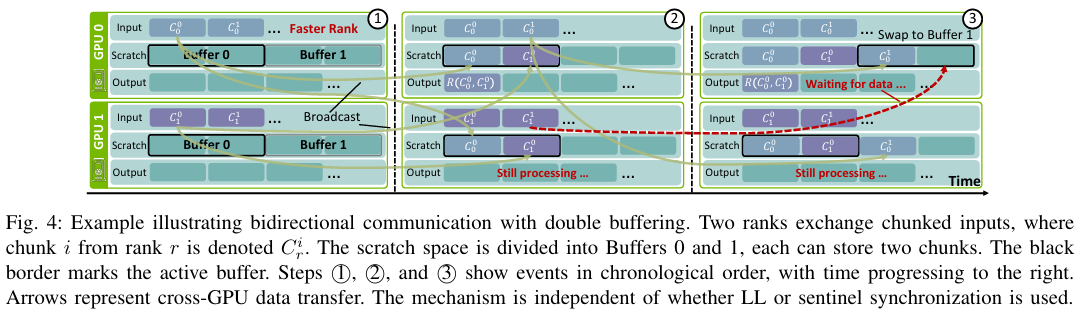 GPU 0
Input C_0^0 C_0^1 ... Faster Rank ①
Scratch Buffer 0 Buffer 1
Output ...
Broadcast
GPU 1
Input C_1^0 C_1^1 ...
Scratch Buffer 0 Buffer 1
Output ...
Input C_0^0 C_0^1 ... ②
Scratch C_0^0 C_1^0
Output R(C_0^0, C_1^0) ...
Input C_1^0 C_1^1 ...
Scratch C_0^0 C_1^0
Output Still processing ... ...
Input C_0^0 C_0^1 ... ③
Swap to Buffer 1
Scratch C_0^0 C_1^0 C_0^1
Output R(C_0^0, C_1^0) Waiting for data ... ...
Input C_1^0 C_1^1 ...
Scratch C_0^0 C_1^0 C_0^1
Output Still processing ... ...
Time
Fig. 4: Example illustrating bidirectional communication with double buffering. Two ranks exchange chunked inputs, where
chunk i from rank r is denoted C_r^i. The scratch space is divided into Buffers 0 and 1, each can store two chunks. The black
border marks the active buffer. Steps ①, ②, and ③ show events in chronological order, with time progressing to the right.
Arrows represent cross-GPU data transfer. The mechanism is independent of whether LL or sentinel synchronization is used.